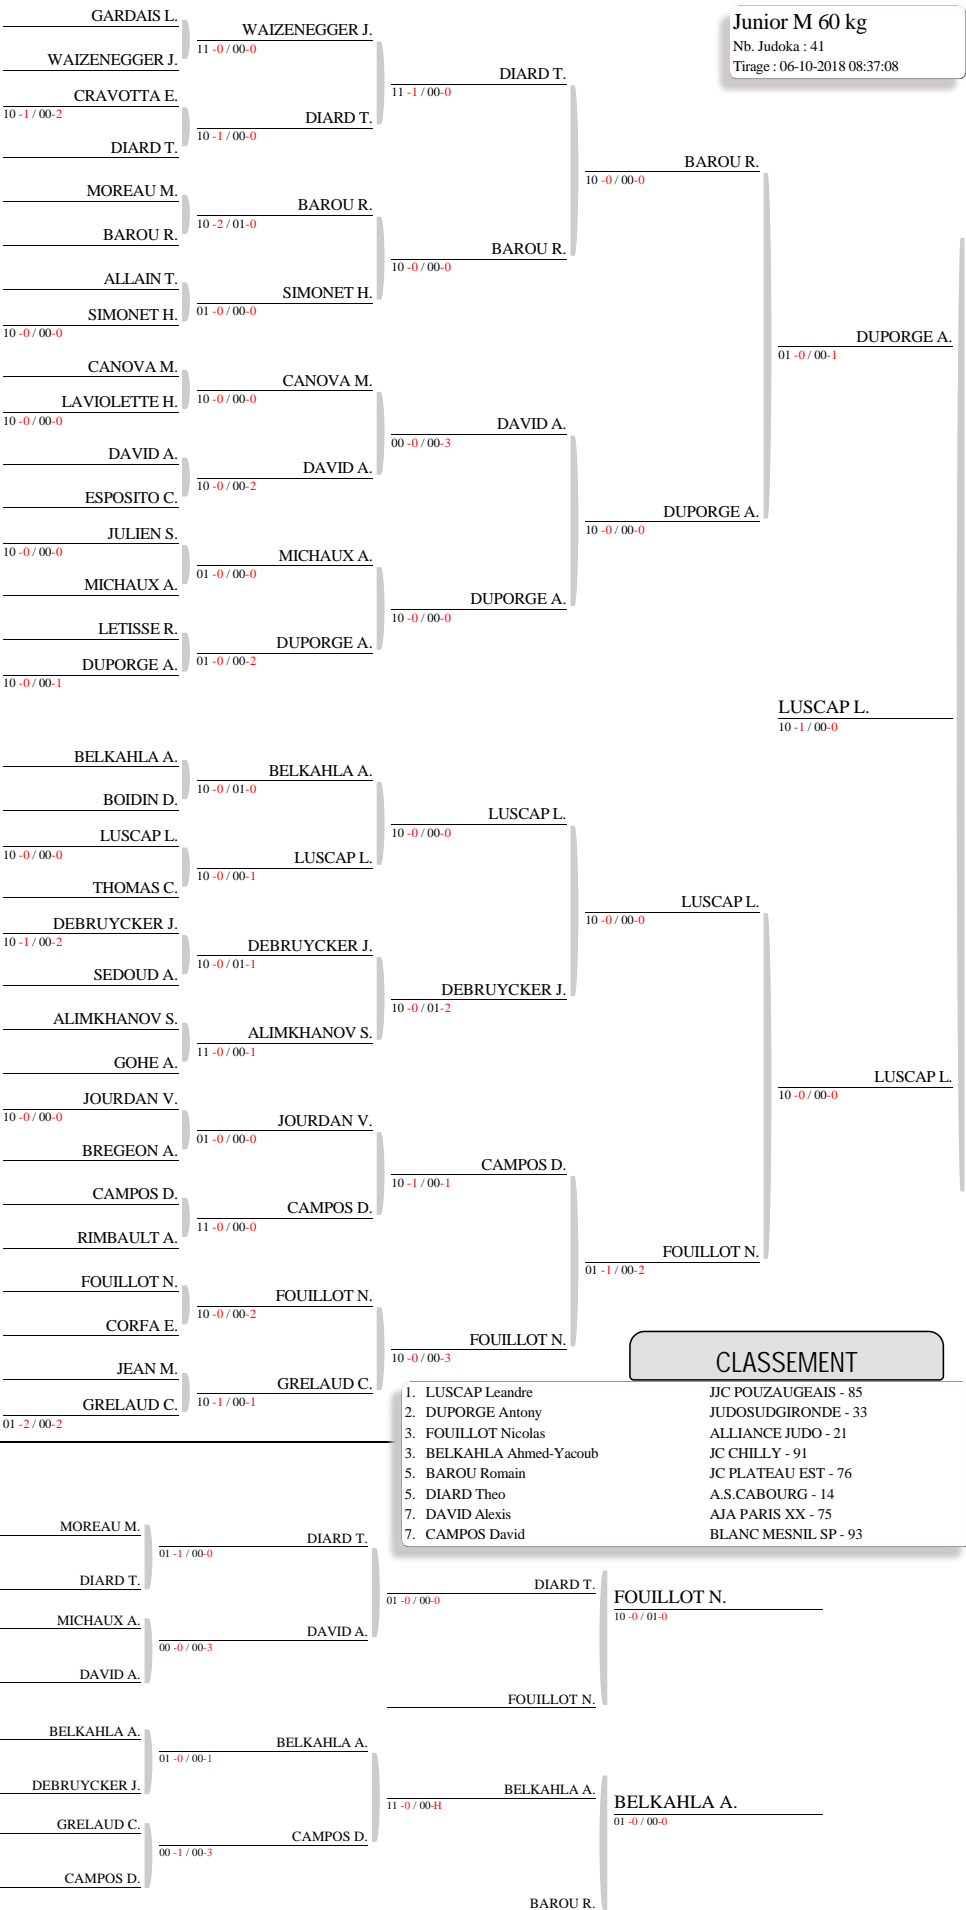 Junior M 60 kg
Nb. Judoka : 41
Tirage : 06-10-2018 08:37:08
GARDAIS L.
WAIZENEGGER J.
CRAVOTTA E.
10 -1 / 00-2
DIARD T.
MOREAU M.
BAROU R.
ALLAIN T.
SIMONET H.
10 -0 / 00-0
CANOVA M.
LAVIOLETTE H.
10 -0 / 00-0
DAVID A.
ESPOSITO C.
JULIEN S.
10 -0 / 00-0
MICHAUX A.
LETISSE R.
DUPORGE A.
10 -0 / 00-1
BELKAHLA A.
BOIDIN D.
LUSCAP L.
10 -0 / 00-0
THOMAS C.
DEBRUYCKER J.
10 -1 / 00-2
SEDOUD A.
ALIMKHANOV S.
GOHE A.
JOURDAN V.
10 -0 / 00-0
BREGEON A.
CAMPOS D.
RIMBAULT A.
FOUILLOT N.
CORFA E.
JEAN M.
GRELAUD C.
01 -2 / 00-2
WAIZENEGGER J.
11 -0 / 00-0
DIARD T.
10 -1 / 00-0
BAROU R.
10 -2 / 01-0
SIMONET H.
01 -0 / 00-0
CANOVA M.
10 -0 / 00-0
DAVID A.
10 -0 / 00-2
MICHAUX A.
01 -0 / 00-0
DUPORGE A.
01 -0 / 00-2
BELKAHLA A.
10 -0 / 01-0
LUSCAP L.
10 -0 / 00-1
DEBRUYCKER J.
10 -0 / 01-1
ALIMKHANOV S.
11 -0 / 00-1
JOURDAN V.
01 -0 / 00-0
CAMPOS D.
11 -0 / 00-0
FOUILLOT N.
10 -0 / 00-2
GRELAUD C.
10 -1 / 00-1
DIARD T.
11 -1 / 00-0
BAROU R.
10 -0 / 00-0
DAVID A.
00 -0 / 00-3
DUPORGE A.
10 -0 / 00-0
LUSCAP L.
10 -0 / 00-0
DEBRUYCKER J.
10 -0 / 01-2
CAMPOS D.
10 -1 / 00-1
FOUILLOT N.
10 -0 / 00-3
BAROU R.
10 -0 / 00-0
DUPORGE A.
10 -0 / 00-0
LUSCAP L.
10 -0 / 00-0
FOUILLOT N.
01 -1 / 00-2
DUPORGE A.
01 -0 / 00-1
LUSCAP L.
10 -1 / 00-0
LUSCAP L.
10 -0 / 00-0
CLASSEMENT
1. LUSCAP Leandre JJC POUZAUGEAIS - 85
2. DUPORGE Antony JUDOSUDGIRONDE - 33
3. FOUILLOT Nicolas ALLIANCE JUDO - 21
3. BELKAHLA Ahmed-Yacoub JC CHILLY - 91
5. BAROU Romain JC PLATEAU EST - 76
5. DIARD Theo A.S.CABOURG - 14
7. DAVID Alexis AJA PARIS XX - 75
7. CAMPOS David BLANC MESNIL SP - 93
MOREAU M.
DIARD T.
MICHAUX A.
DAVID A.
BELKAHLA A.
DEBRUYCKER J.
GRELAUD C.
CAMPOS D.
DIARD T.
01 -1 / 00-0
DAVID A.
00 -0 / 00-3
BELKAHLA A.
01 -0 / 00-1
CAMPOS D.
00 -1 / 00-3
DIARD T.
01 -0 / 00-0
FOUILLOT N.
BELKAHLA A.
11 -0 / 00-H
BAROU R.
FOUILLOT N.
10 -0 / 01-0
BELKAHLA A.
01 -0 / 00-0